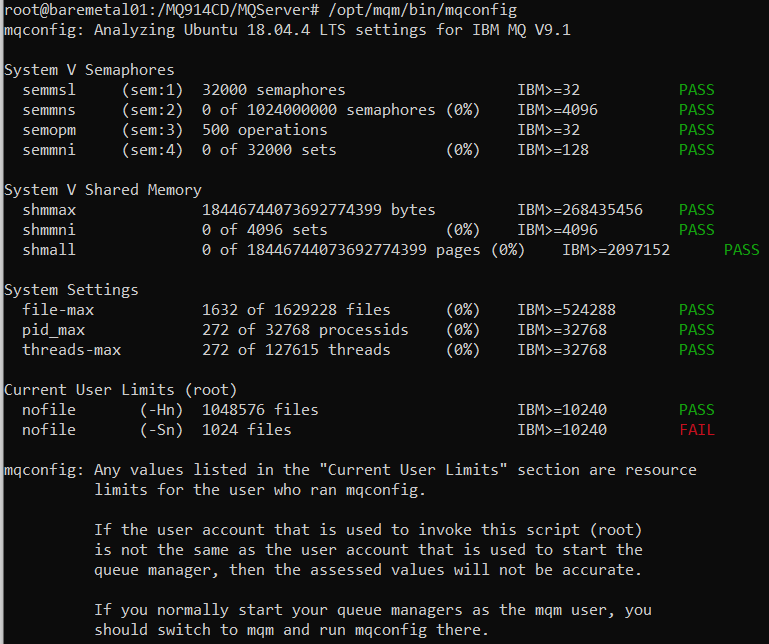 root@baremetal01:/MQ914CD/MQServer# /opt/mqm/bin/mqconfig
mqconfig: Analyzing Ubuntu 18.04.4 LTS settings for IBM MQ V9.1
System V Semaphores
semmsl (sem:1) 32000 semaphores IBM>=32 PASS
semmns (sem:2) 0 of 1024000000 semaphores (0%) IBM>=4096 PASS
semopm (sem:3) 500 operations IBM>=32 PASS
semmni (sem:4) 0 of 32000 sets (0%) IBM>=128 PASS
System V Shared Memory
shmmax 18446744073692774399 bytes IBM>=268435456 PASS
shmmni 0 of 4096 sets (0%) IBM>=4096 PASS
shmall 0 of 18446744073692774399 pages (0%) IBM>=2097152 PASS
System Settings
file-max 1632 of 1629228 files (0%) IBM>=524288 PASS
pid_max 272 of 32768 processids (0%) IBM>=32768 PASS
threads-max 272 of 127615 threads (0%) IBM>=32768 PASS
Current User Limits (root)
nofile (-Hn) 1048576 files IBM>=10240 PASS
nofile (-Sn) 1024 files IBM>=10240 FAIL
mqconfig: Any values listed in the "Current User Limits" section are resource
limits for the user who ran mqconfig.
If the user account that is used to invoke this script (root)
is not the same as the user account that is used to start the
queue manager, then the assessed values will not be accurate.
If you normally start your queue managers as the mqm user, you
should switch to mqm and run mqconfig there.